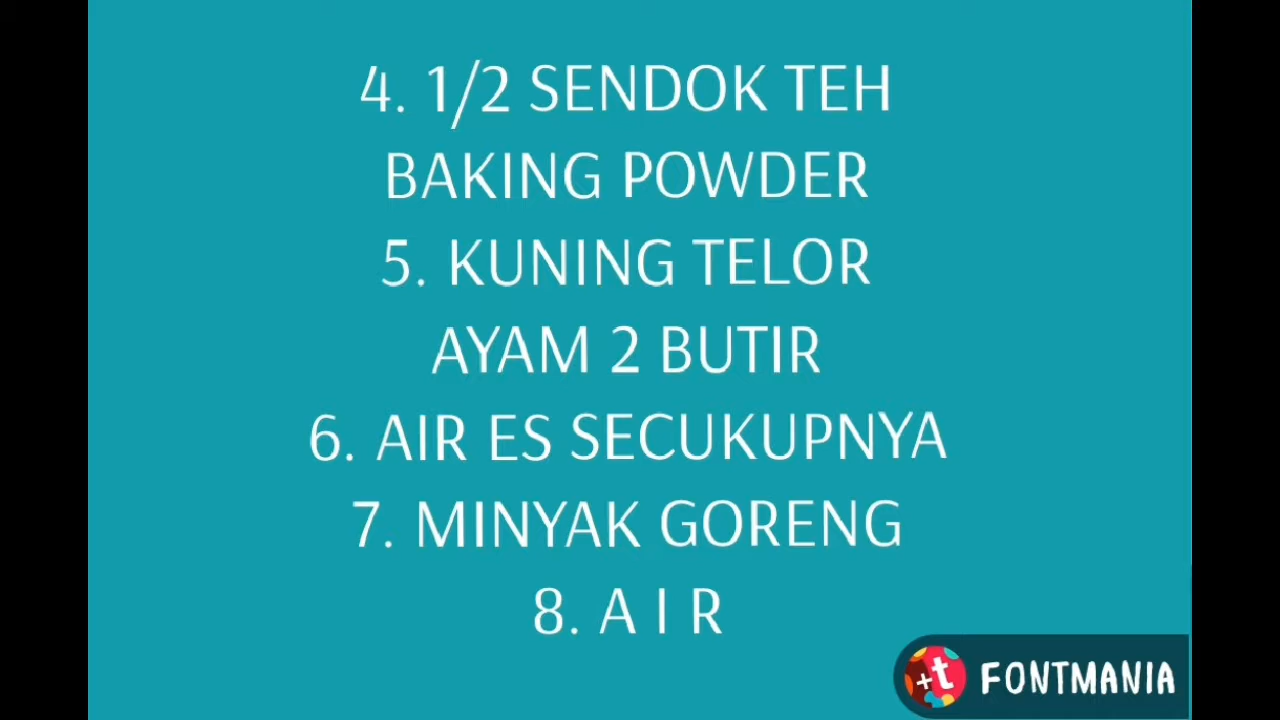 4. 1/2 SENDOK TEH
BAKING POWDER
5. KUNING TELOR
AYAM 2 BUTIR
6. AIR ES SECUKUPNYA
7. MINYAK GORENG
8. A I R
+t FONTMANIA